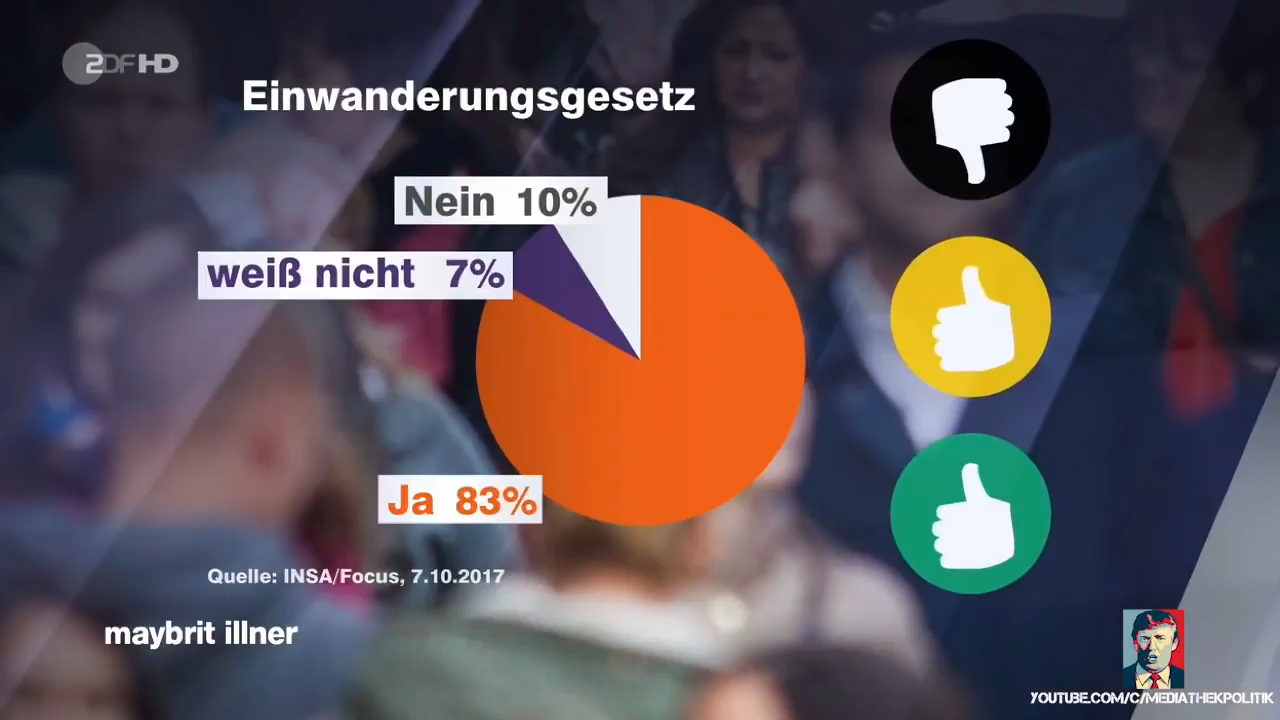 ZDF HD
Einwanderungsgesetz
Nein 10%
weiß nicht 7%
Ja 83%
Quelle: INSA/Focus, 7.10.2017
maybrit illner
YOUTUBE.COM/C/MEDIATHEKPOLITIK